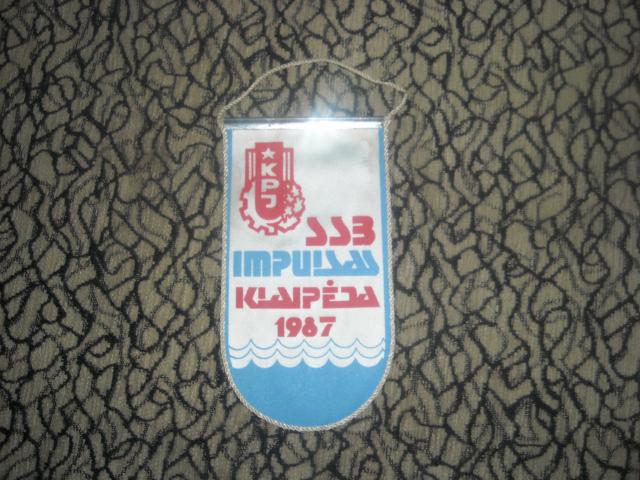 KPJ
SSB
IMPULSAS
KLAIPĖDA
1987